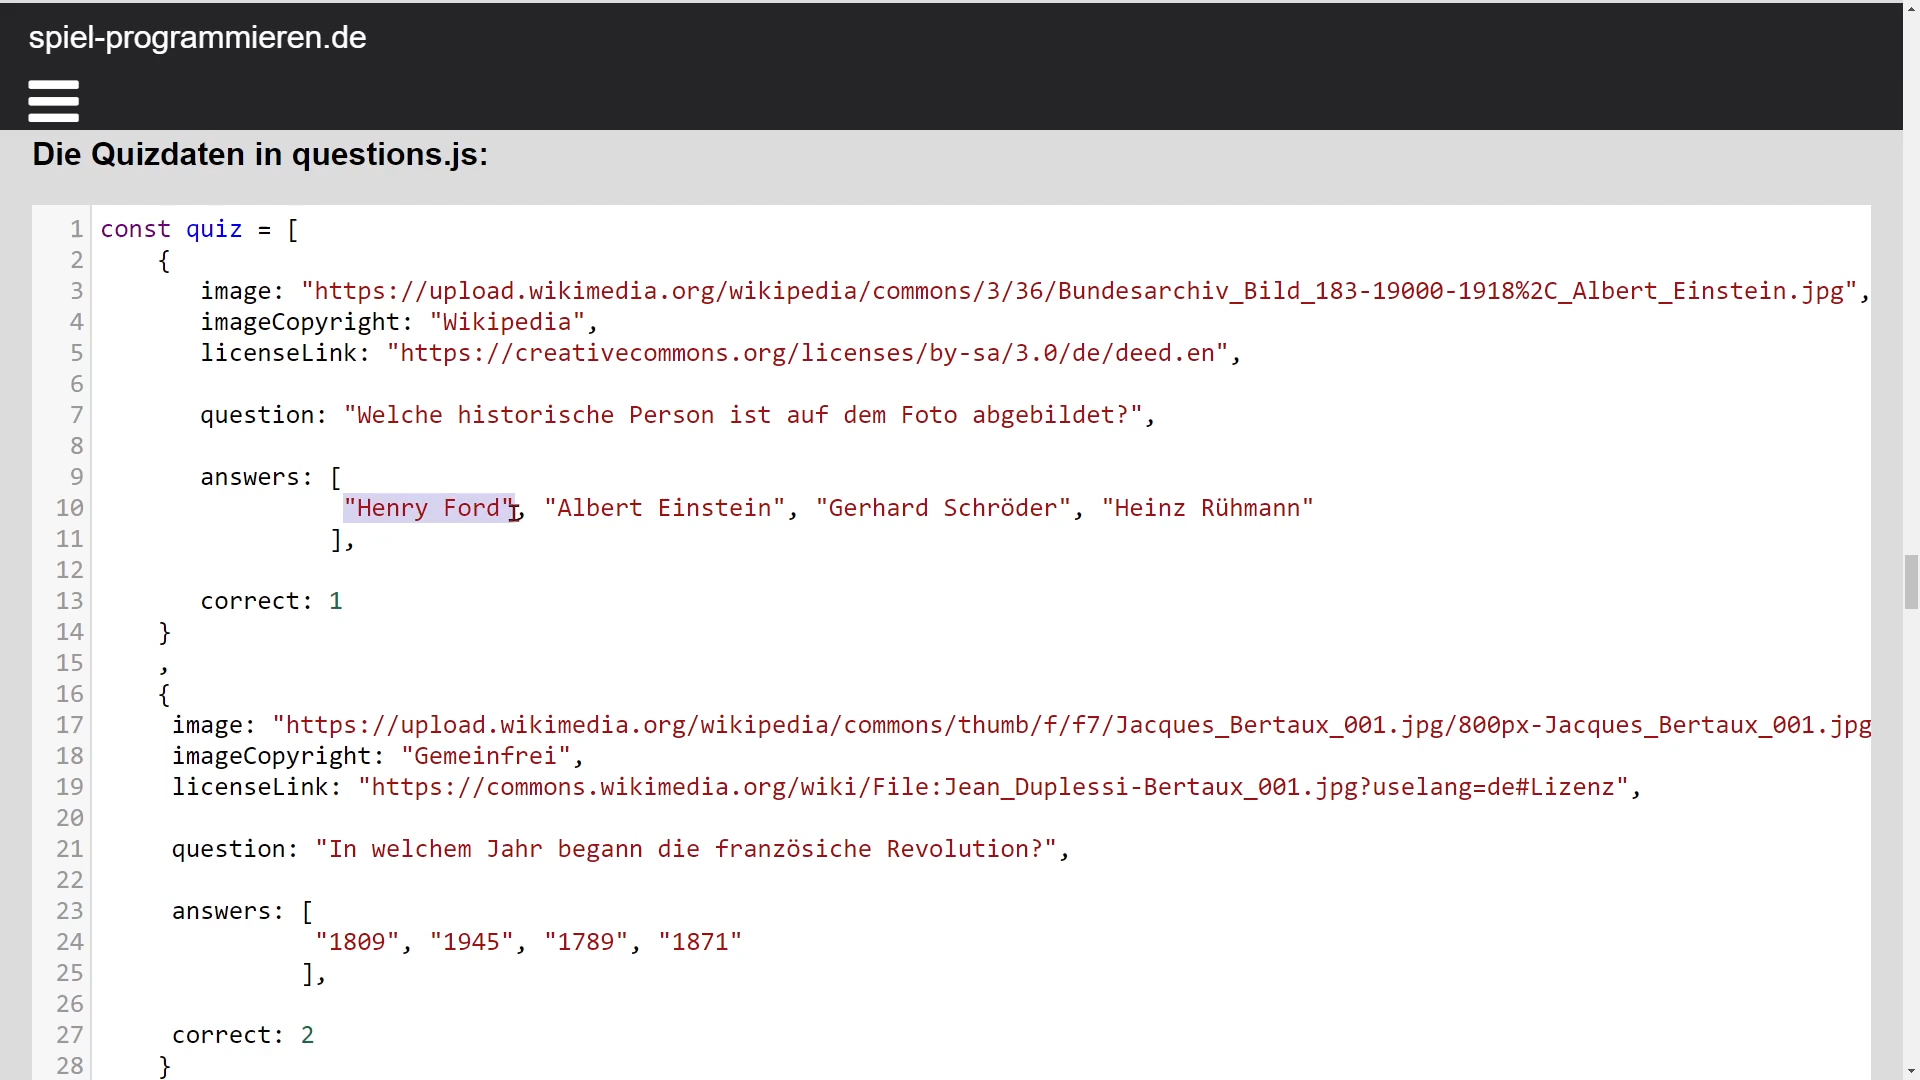 spiel-programmieren.de
Die Quizdaten in questions.js:
1 const quiz = [
2 {
3 image: "https://upload.wikimedia.org/wikipedia/commons/3/36/Bundesarchiv_Bild_183-19000-1918%2C_Albert_Einstein.jpg",
4 imageCopyright: "Wikipedia",
5 licenseLink: "https://creativecommons.org/licenses/by-sa/3.0/de/deed.en",
6
7 question: "Welche historische Person ist auf dem Foto abgebildet?",
8
9 answers: [
10 "Henry Ford", "Albert Einstein", "Gerhard Schröder", "Heinz Rühmann"
11 ],
12
13 correct: 1
14 }
15 ,
16 {
17 image: "https://upload.wikimedia.org/wikipedia/commons/thumb/f/f7/Jacques_Bertaux_001.jpg/800px-Jacques_Bertaux_001.jpg
18 imageCopyright: "Gemeinfrei",
19 licenseLink: "https://commons.wikimedia.org/wiki/File:Jean_Duplessi-Bertaux_001.jpg?uselang=de#Lizenz",
20
21 question: "In welchem Jahr begann die französiche Revolution?",
22
23 answers: [
24 "1809", "1945", "1789", "1871"
25 ],
26
27 correct: 2
28 }